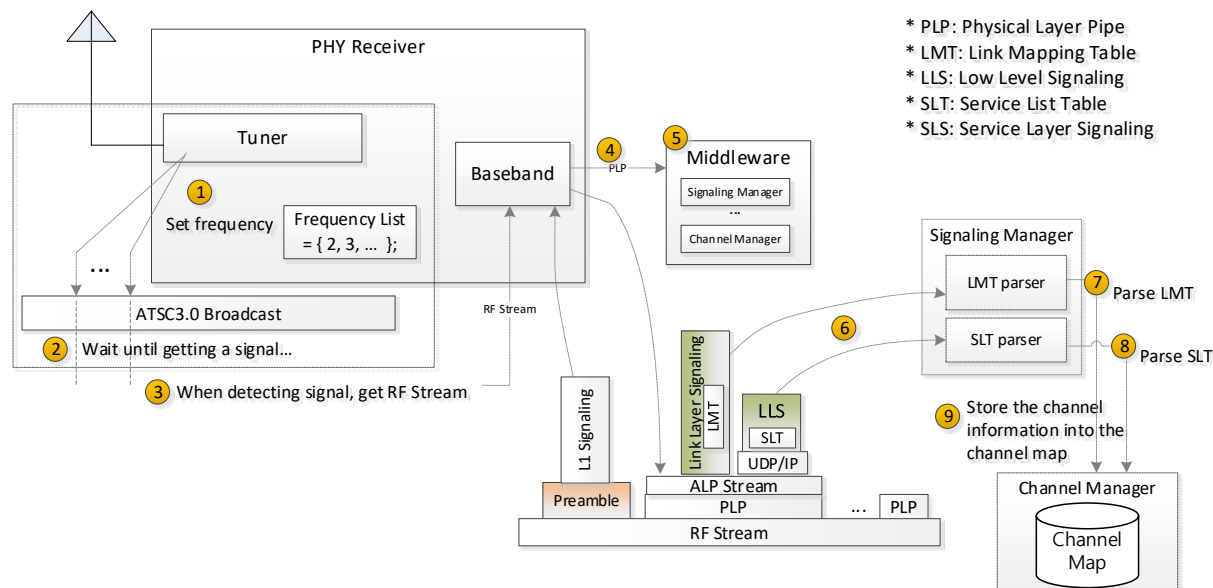 PHY Receiver
* PLP: Physical Layer Pipe
* LMT: Link Mapping Table
* LLS: Low Level Signaling
* SLT: Service List Table
* SLS: Service Layer Signaling
Tuner
1
Set frequency
Frequency List
= { 2, 3, ... };
Baseband
4
PLP
5
Middleware
Signaling Manager
...
Channel Manager
...
ATSC3.0 Broadcast
2
Wait until getting a signal...
3
When detecting signal, get RF Stream
RF Stream
Signaling Manager
LMT parser
SLT parser
6
7
Parse LMT
8
Parse SLT
9
Store the channel
information into the
channel map
L1 Signaling
Preamble
Link Layer Signaling
LMT
LLS
SLT
UDP/IP
ALP Stream
PLP
...
PLP
RF Stream
Channel Manager
Channel
Map